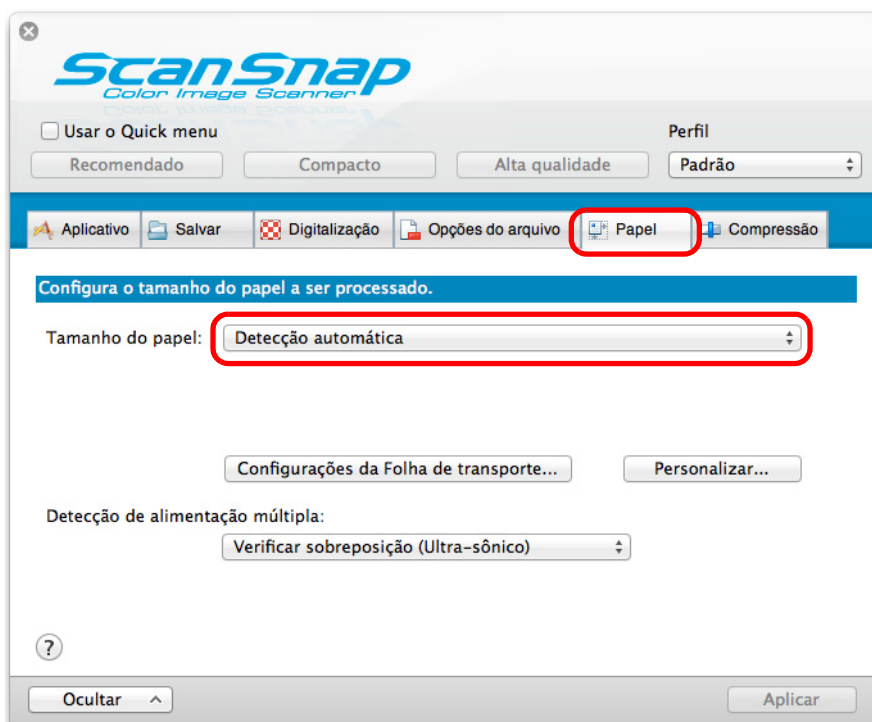 ScanSnap
Color Image Scanner
Usar o Quick menu
Perfil
Recomendado Compacto Alta qualidade Padrão
Aplicativo Salvar Digitalização Opções do arquivo Papel Compressão
Configura o tamanho do papel a ser processado.
Tamanho do papel: Detecção automática
Configurações da Folha de transporte... Personalizar...
Detecção de alimentação múltipla:
Verificar sobreposição (Ultra-sônico)
?
Ocultar Aplicar